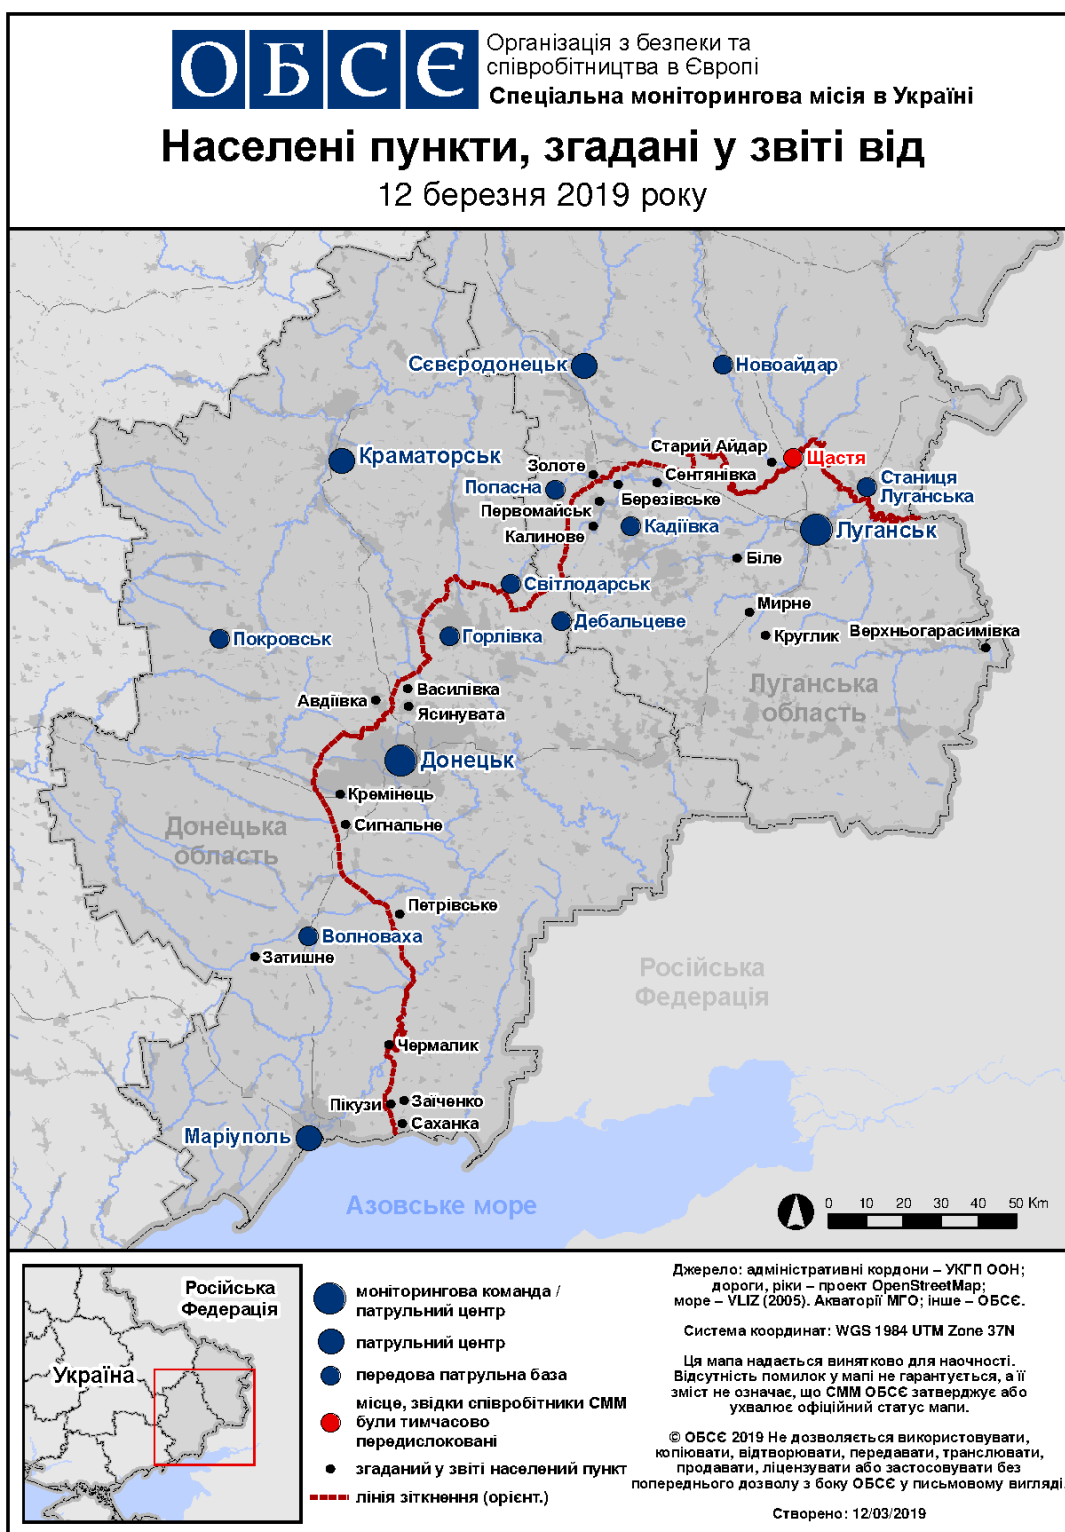 ОБСЄ
Організація з безпеки та
співробітництва в Європі
Спеціальна моніторингова місія в Україні
Населені пункти, згадані у звіті від
12 березня 2019 року
Сєвєродонецьк
Новоайдар
Старий Айдар
Щастя
Краматорськ
Золоте
Сентянівка
Станиця
Луганська
Попасна
Березівське
Первомайськ
Кадіївка
Калинове
Луганськ
Біле
Світлодарськ
Мирне
Дебальцеве
Круглик
Верхньогарасимівка
Покровськ
Горлівка
Луганська
область
Василівка
Авдіївка
Ясинувата
Донецьк
Кремінець
Сигнальне
Донецька
область
Петрівське
Волноваха
Затишне
Російська
Федерація
Чермалик
Пікузи
Заїченко
Саханка
Маріуполь
Азовське море
0 10 20 30 40 50 Km
Російська
Федерація
Україна
моніторингова команда /
патрульний центр
патрульний центр
передова патрульна база
місце, звідки співробітники СММ
були тимчасово
передислоковані
згаданий у звіті населений пункт
лінія зіткнення (орієнт.)
Джерело: адміністративні кордони – УКГП ООН;
дороги, ріки – проект OpenStreetMap;
море – VLIZ (2005). Акваторії МГО; інше – ОБСЄ.
Система координат: WGS 1984 UTM Zone 37N
Ця мапа надається винятково для наочності.
Відсутність помилок у мапі не гарантується, а її
зміст не означає, що СММ ОБСЄ затверджує або
ухвалює офіційний статус мапи.
© ОБСЄ 2019 Не дозволяється використовувати,
копіювати, відтворювати, передавати, транслювати,
продавати, ліцензувати або застосовувати без
попереднього дозволу з боку ОБСЄ у письмовому вигляді.
Створено: 12/03/2019